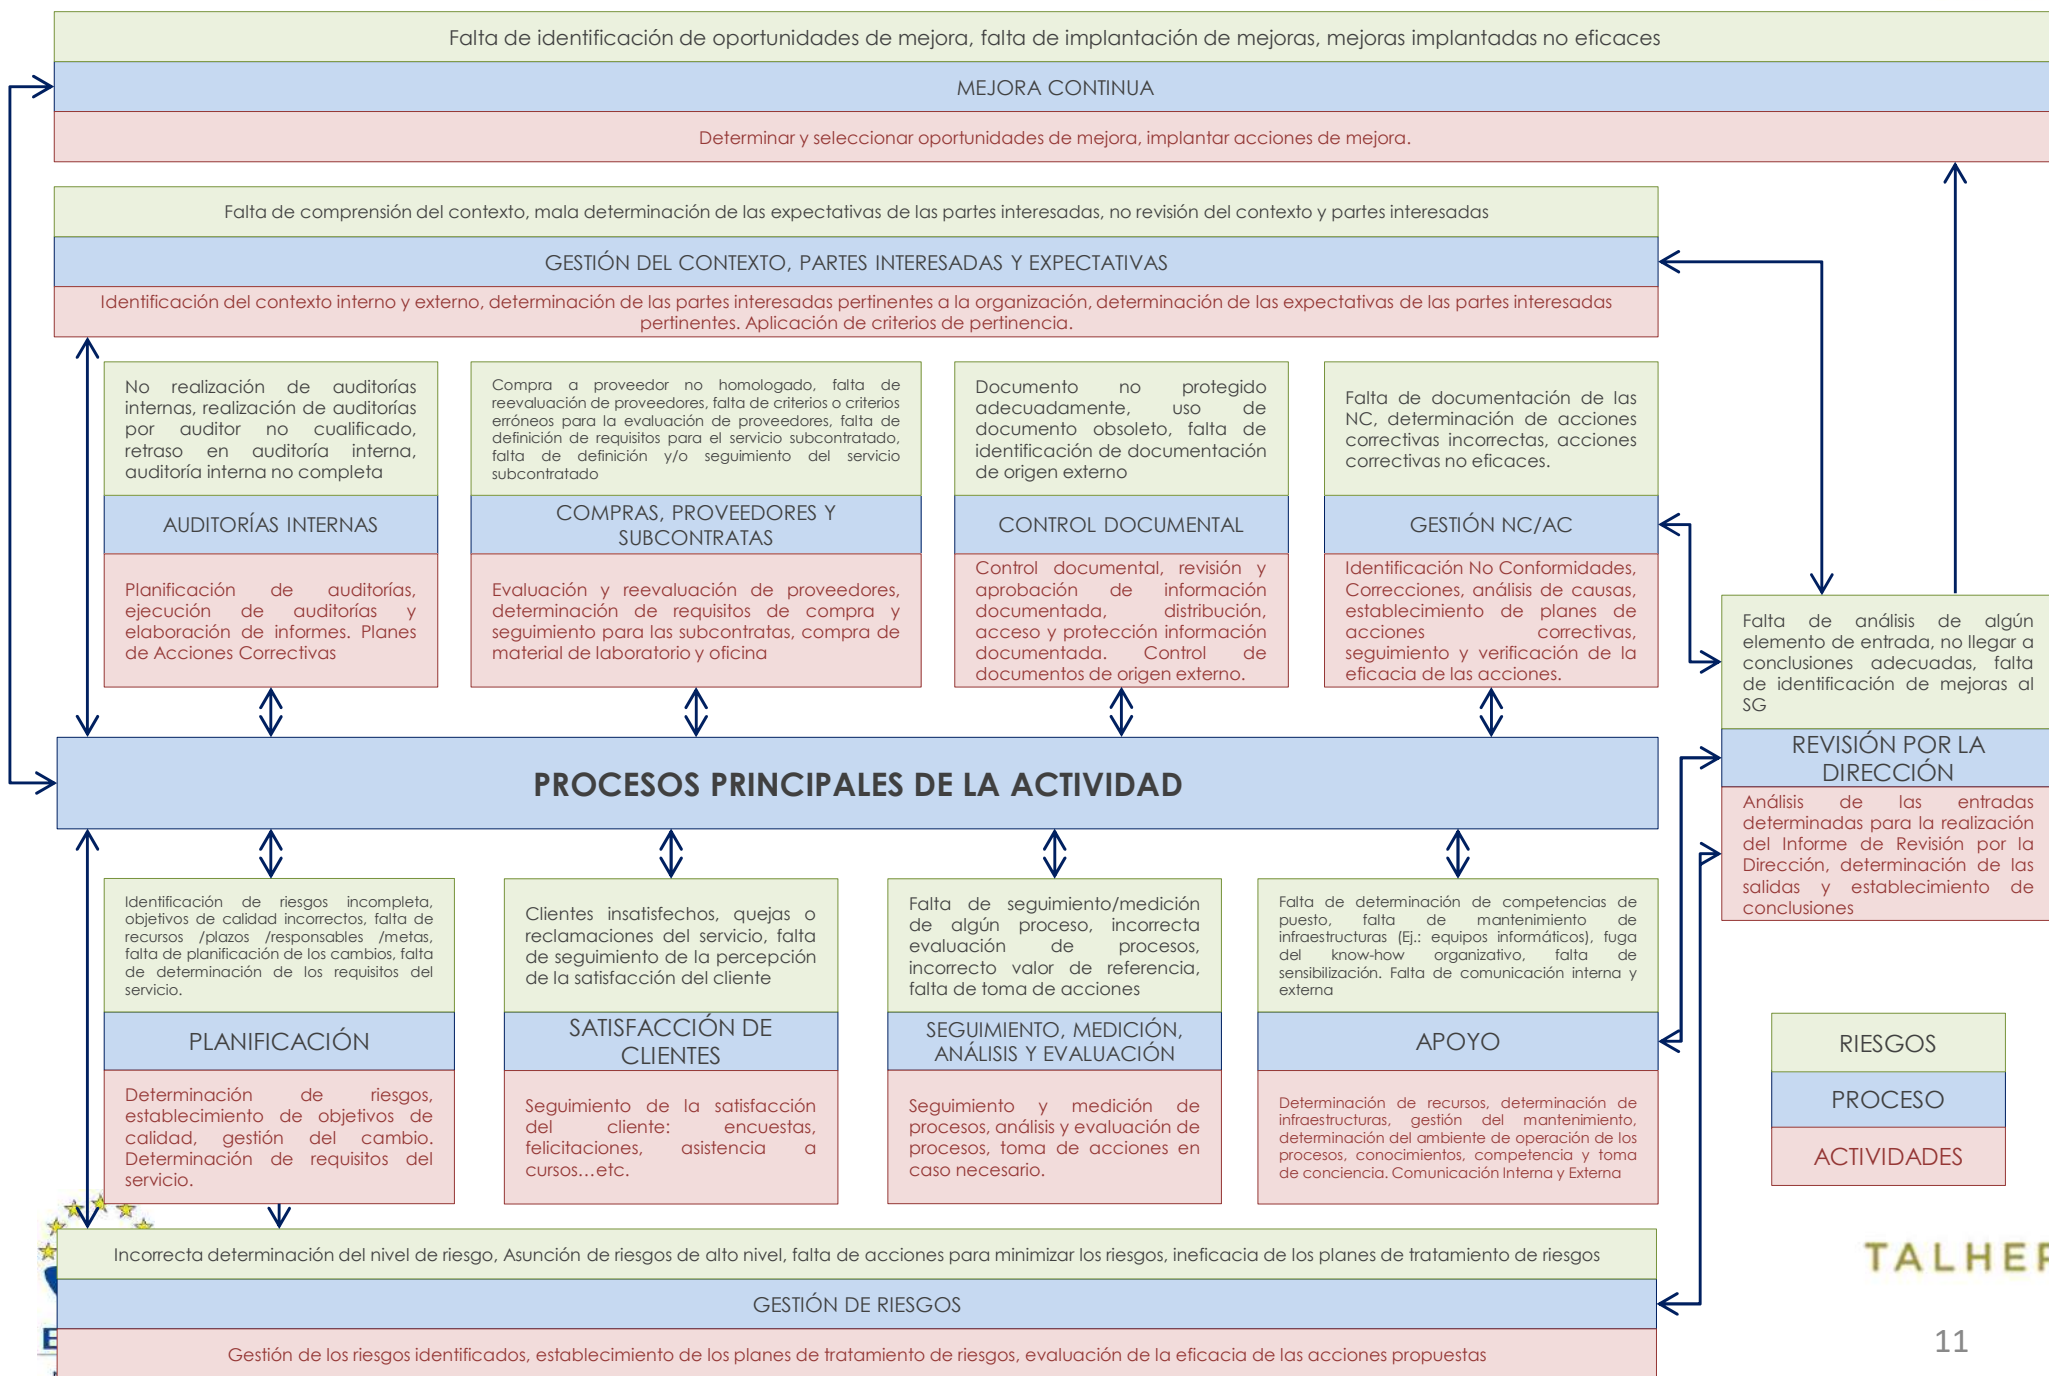 Falta de identificación de oportunidades de mejora, falta de implantación de mejoras, mejoras implantadas no eficaces
MEJORA CONTINUA
Determinar y seleccionar oportunidades de mejora, implantar acciones de mejora.
Falta de comprensión del contexto, mala determinación de las expectativas de las partes interesadas, no revisión del contexto y partes interesadas
GESTIÓN DEL CONTEXTO, PARTES INTERESADAS Y EXPECTATIVAS
Identificación del contexto interno y externo, determinación de las partes interesadas pertinentes a la organización, determinación de las expectativas de las partes interesadas
pertinentes. Aplicación de criterios de pertinencia.
No realización de auditorías
internas, realización de auditorías
por auditor no cualificado,
retraso en auditoría interna,
auditoría interna no completa
AUDITORÍAS INTERNAS
Planificación de auditorías,
ejecución de auditorías y
elaboración de informes. Planes
de Acciones Correctivas
Compra a proveedor no homologado, falta de
reevaluación de proveedores, falta de criterios o criterios
erróneos para la evaluación de proveedores, falta de
definición de requisitos para el servicio subcontratado,
falta de definición y/o seguimiento del servicio
subcontratado
COMPRAS, PROVEEDORES Y
SUBCONTRATAS
Evaluación y reevaluación de proveedores,
determinación de requisitos de compra y
seguimiento para las subcontratas, compra de
material de laboratorio y oficina
Documento no protegido
adecuadamente, uso de
documento obsoleto, falta de
identificación de documentación
de origen externo
CONTROL DOCUMENTAL
Control documental, revisión y
aprobación de información
documentada, distribución,
acceso y protección información
documentada. Control de
documentos de origen externo.
Falta de documentación de las
NC, determinación de acciones
correctivas incorrectas, acciones
correctivas no eficaces.
GESTIÓN NC/AC
Identificación No Conformidades,
Correcciones, análisis de causas,
establecimiento de planes de
acciones correctivas,
seguimiento y verificación de la
eficacia de las acciones.
Falta de análisis de algún
elemento de entrada, no llegar a
conclusiones adecuadas, falta
de identificación de mejoras al
SG
REVISIÓN POR LA
DIRECCIÓN
Análisis de las entradas
determinadas para la realización
del Informe de Revisión por la
Dirección, determinación de las
salidas y establecimiento de
conclusiones
PROCESOS PRINCIPALES DE LA ACTIVIDAD
Identificación de riesgos incompleta,
objetivos de calidad incorrectos, falta de
recursos /plazos /responsables /metas,
falta de planificación de los cambios, falta
de determinación de los requisitos del
servicio.
PLANIFICACIÓN
Determinación de riesgos,
establecimiento de objetivos de
calidad, gestión del cambio.
Determinación de requisitos del
servicio.
Clientes insatisfechos, quejas o
reclamaciones del servicio, falta
de seguimiento de la percepción
de la satisfacción del cliente
SATISFACCIÓN DE
CLIENTES
Seguimiento de la satisfacción
del cliente: encuestas,
felicitaciones, asistencia a
cursos…etc.
Falta de seguimiento/medición
de algún proceso, incorrecta
evaluación de procesos,
incorrecto valor de referencia,
falta de toma de acciones
SEGUIMIENTO, MEDICIÓN,
ANÁLISIS Y EVALUACIÓN
Seguimiento y medición de
procesos, análisis y evaluación de
procesos, toma de acciones en
caso necesario.
Falta de determinación de competencias de
puesto, falta de mantenimiento de
infraestructuras (Ej.: equipos informáticos), fuga
del know-how organizativo, falta de
sensibilización. Falta de comunicación interna y
externa
APOYO
Determinación de recursos, determinación de
infraestructuras, gestión del mantenimiento,
determinación del ambiente de operación de los
procesos, conocimientos, competencia y toma
de conciencia. Comunicación Interna y Externa
RIESGOS
PROCESO
ACTIVIDADES
Incorrecta determinación del nivel de riesgo, Asunción de riesgos de alto nivel, falta de acciones para minimizar los riesgos, ineficacia de los planes de tratamiento de riesgos
GESTIÓN DE RIESGOS
Gestión de los riesgos identificados, establecimiento de los planes de tratamiento de riesgos, evaluación de la eficacia de las acciones propuestas
TALHER
11